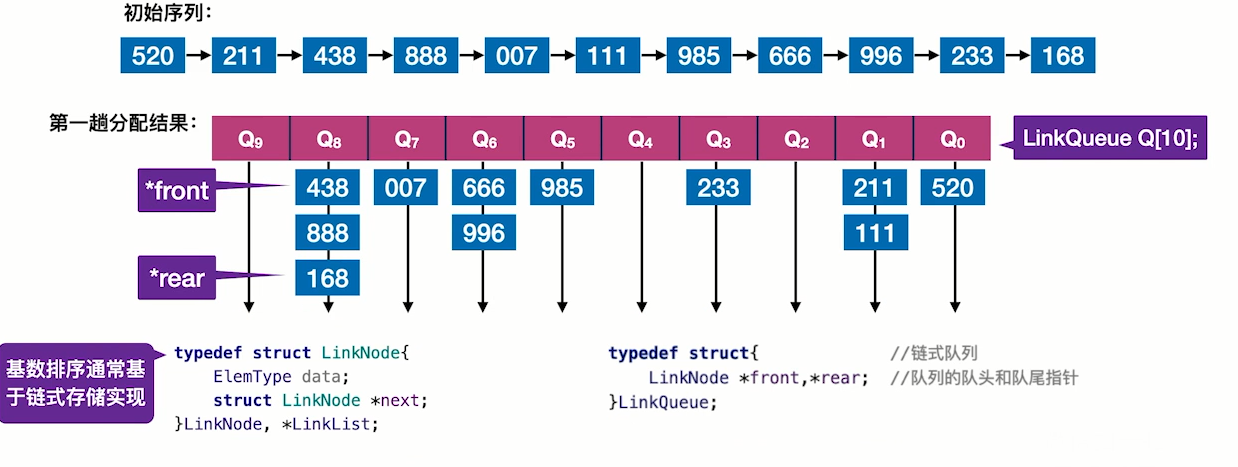 初始序列：
520 211 438 888 007 111 985 666 996 233 168
第一趟分配结果：
Q₉ Q₈ Q₇ Q₆ Q₅ Q₄ Q₃ Q₂ Q₁ Q₀
LinkQueue Q[10];
*front
438 007 666 985 233 211 520
888 996 111
*rear
168
基数排序通常基
于链式存储实现
typedef struct LinkNode{
ElemType data;
struct LinkNode *next;
}LinkNode, *LinkList;
typedef struct{ //链式队列
LinkNode *front,*rear; //队列的队头和队尾指针
}LinkQueue;